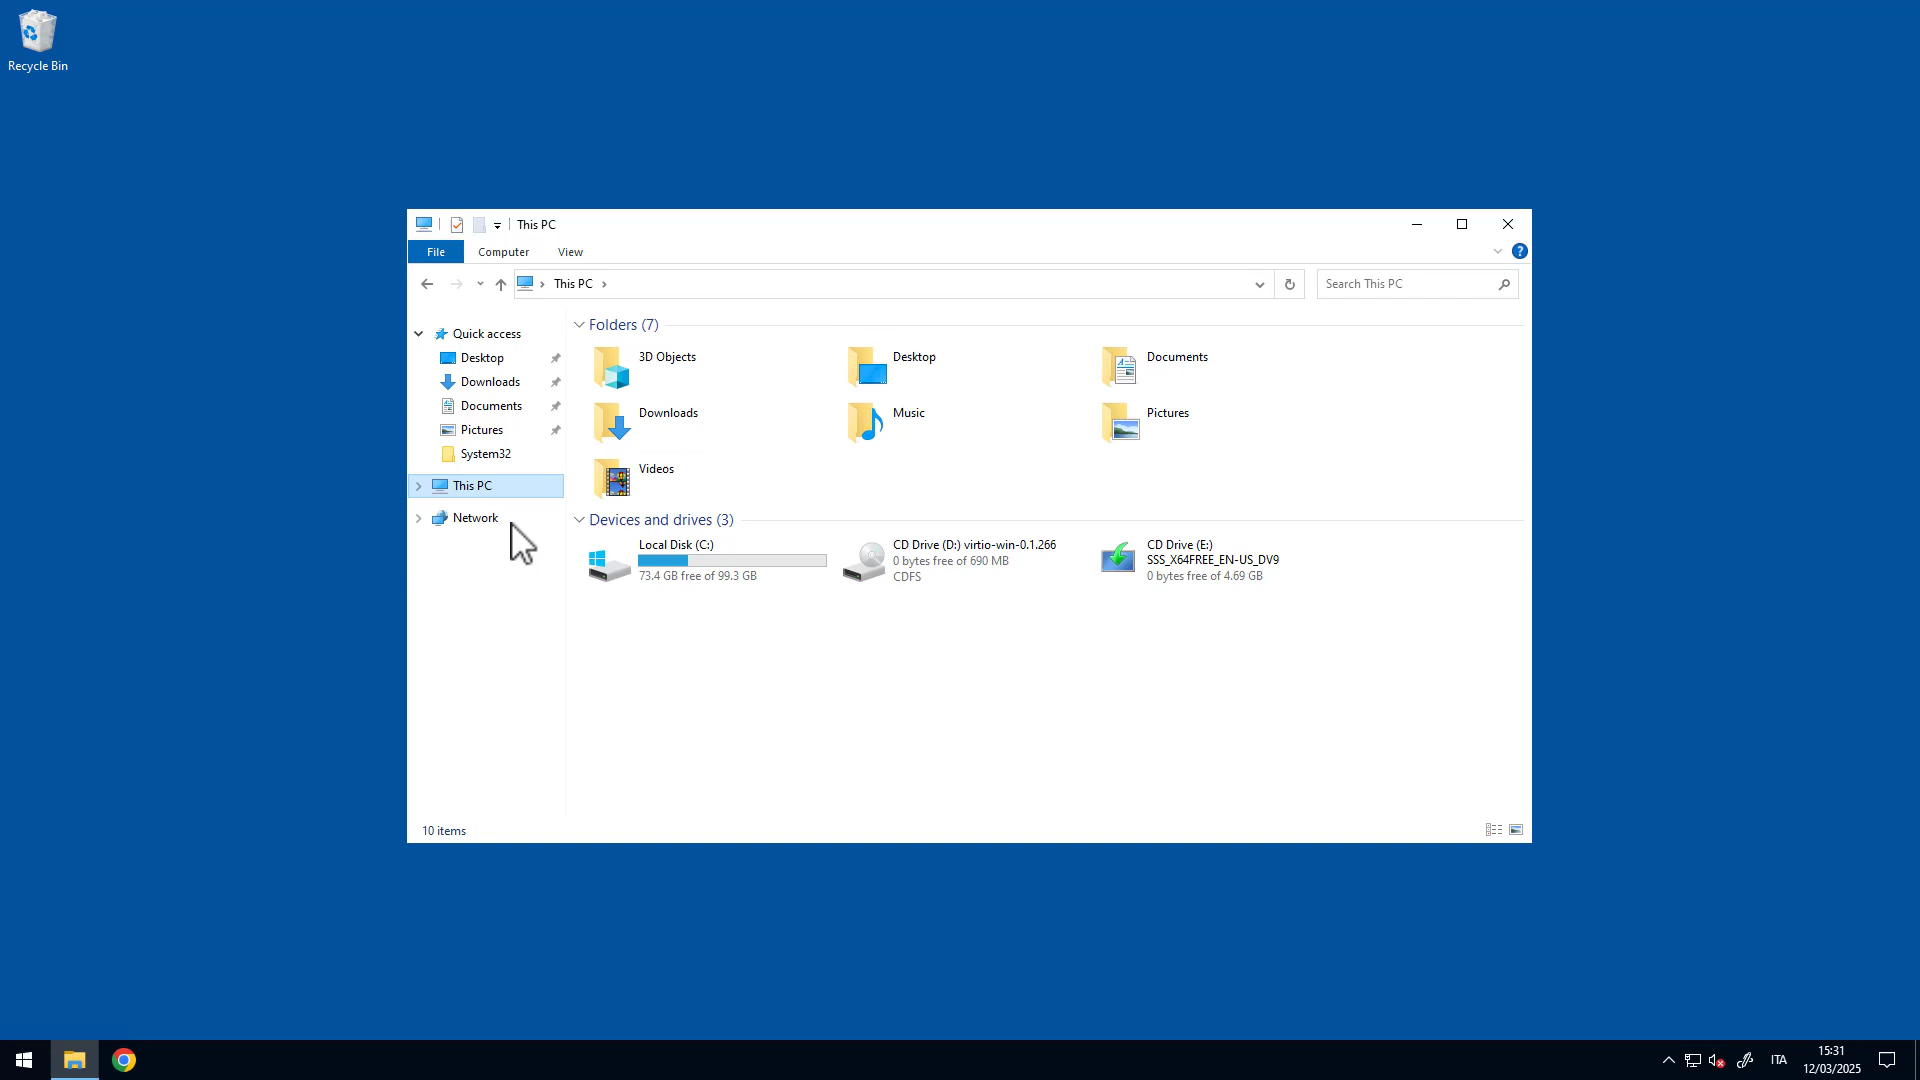 Recycle Bin
This PC
File
Computer
View
This PC
Search This PC
Quick access
Desktop
Downloads
Documents
Pictures
System32
This PC
Network
Folders (7)
3D Objects
Desktop
Documents
Downloads
Music
Pictures
Videos
Devices and drives (3)
Local Disk (C:)
73.4 GB free of 99.3 GB
CD Drive (D:) virtio-win-0.1.266
0 bytes free of 690 MB
CDFS
CD Drive (E:)
SSS_X64FREE_EN-US_DV9
0 bytes free of 4.69 GB
10 items
ITA
15:31
12/03/2025